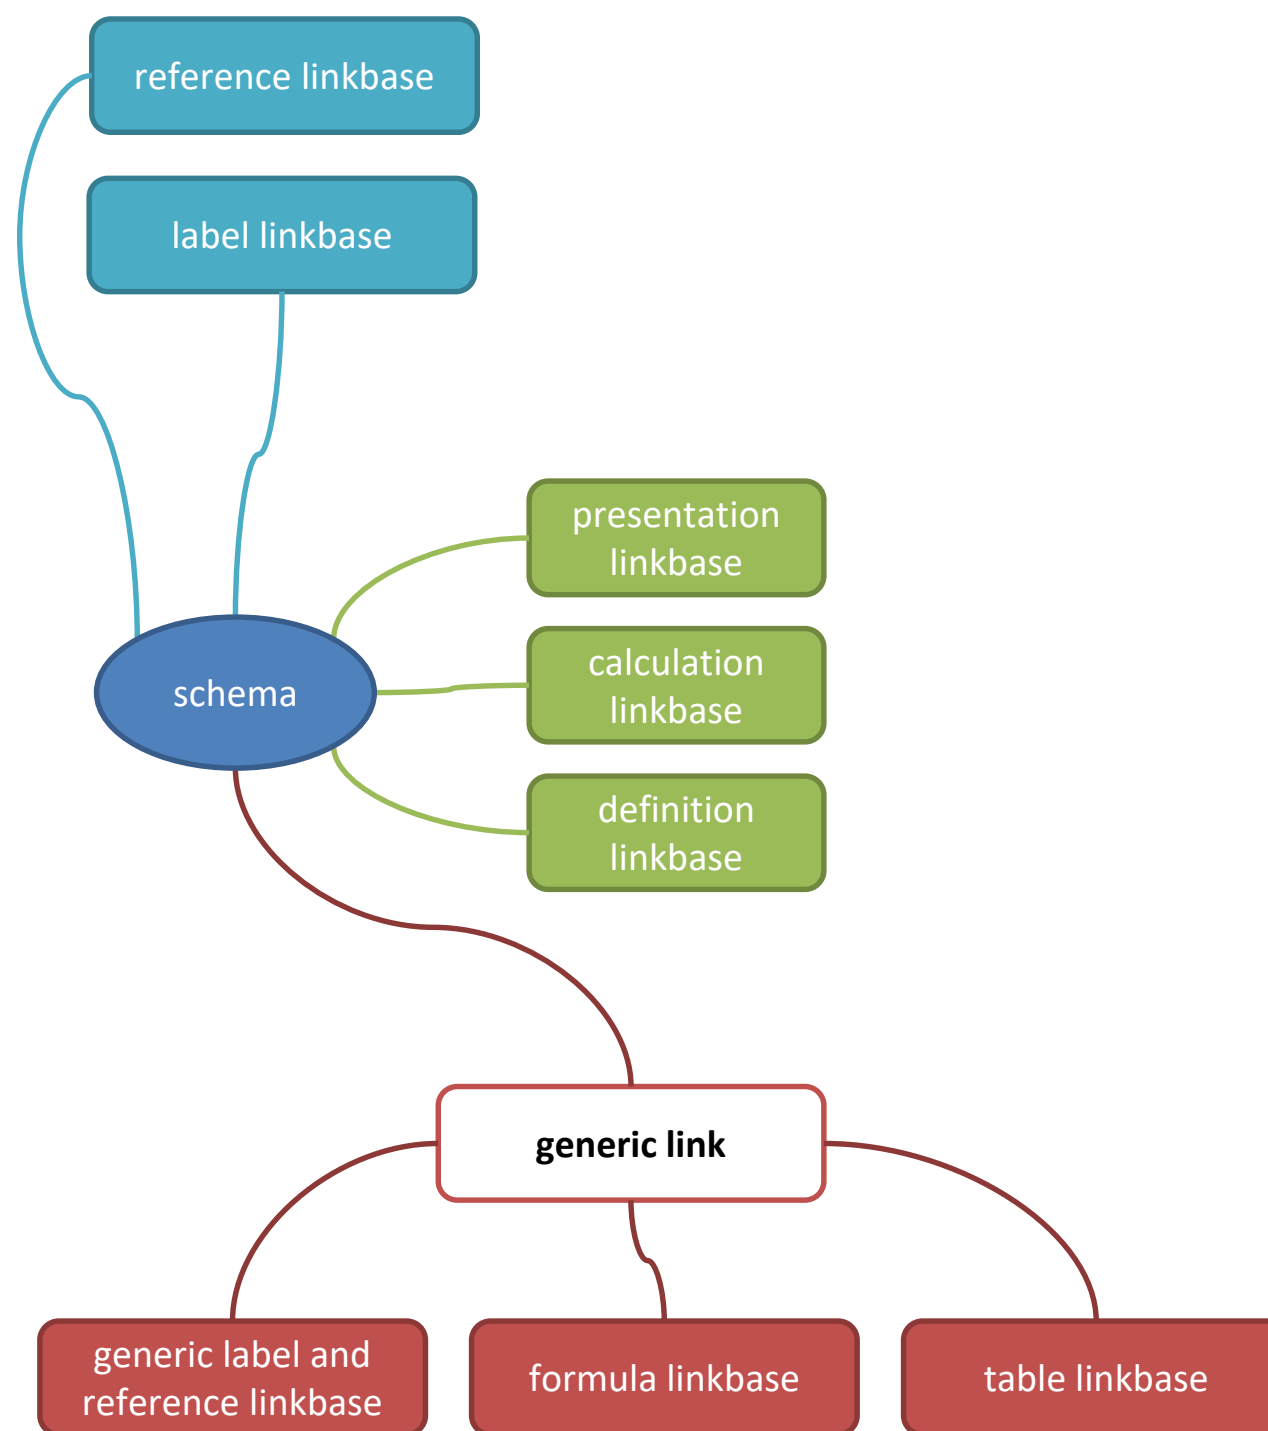 reference linkbase
label linkbase
presentation
linkbase
schema
calculation
linkbase
definition
linkbase
generic link
generic label and
reference linkbase
formula linkbase
table linkbase